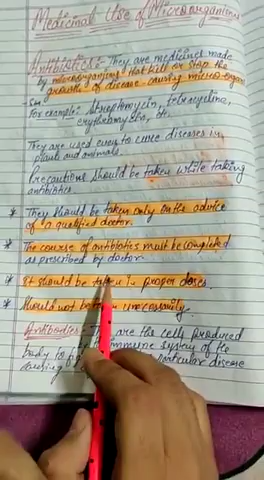 Medicinal Use of Microorganisms
Antibiotics:- They are medicines made
by microorganisms that kill or stop the
growth of disease causing micro-organ
- ism
For example:- Streptomycin, tetracycline,
erythromycin, etc.
They are used even to cure diseases in
plants and animals.
Precautions should be taken while taking
antibiotics.
* They should be taken only on the advice
of a qualified doctor.
* The course of antibiotics must be completed
as prescribed by doctor.
* It should be taken in proper doses.
* Should not be unnecessarily.
Antibodies:- are the cells produced
immune system of the
body to particular disease
causing